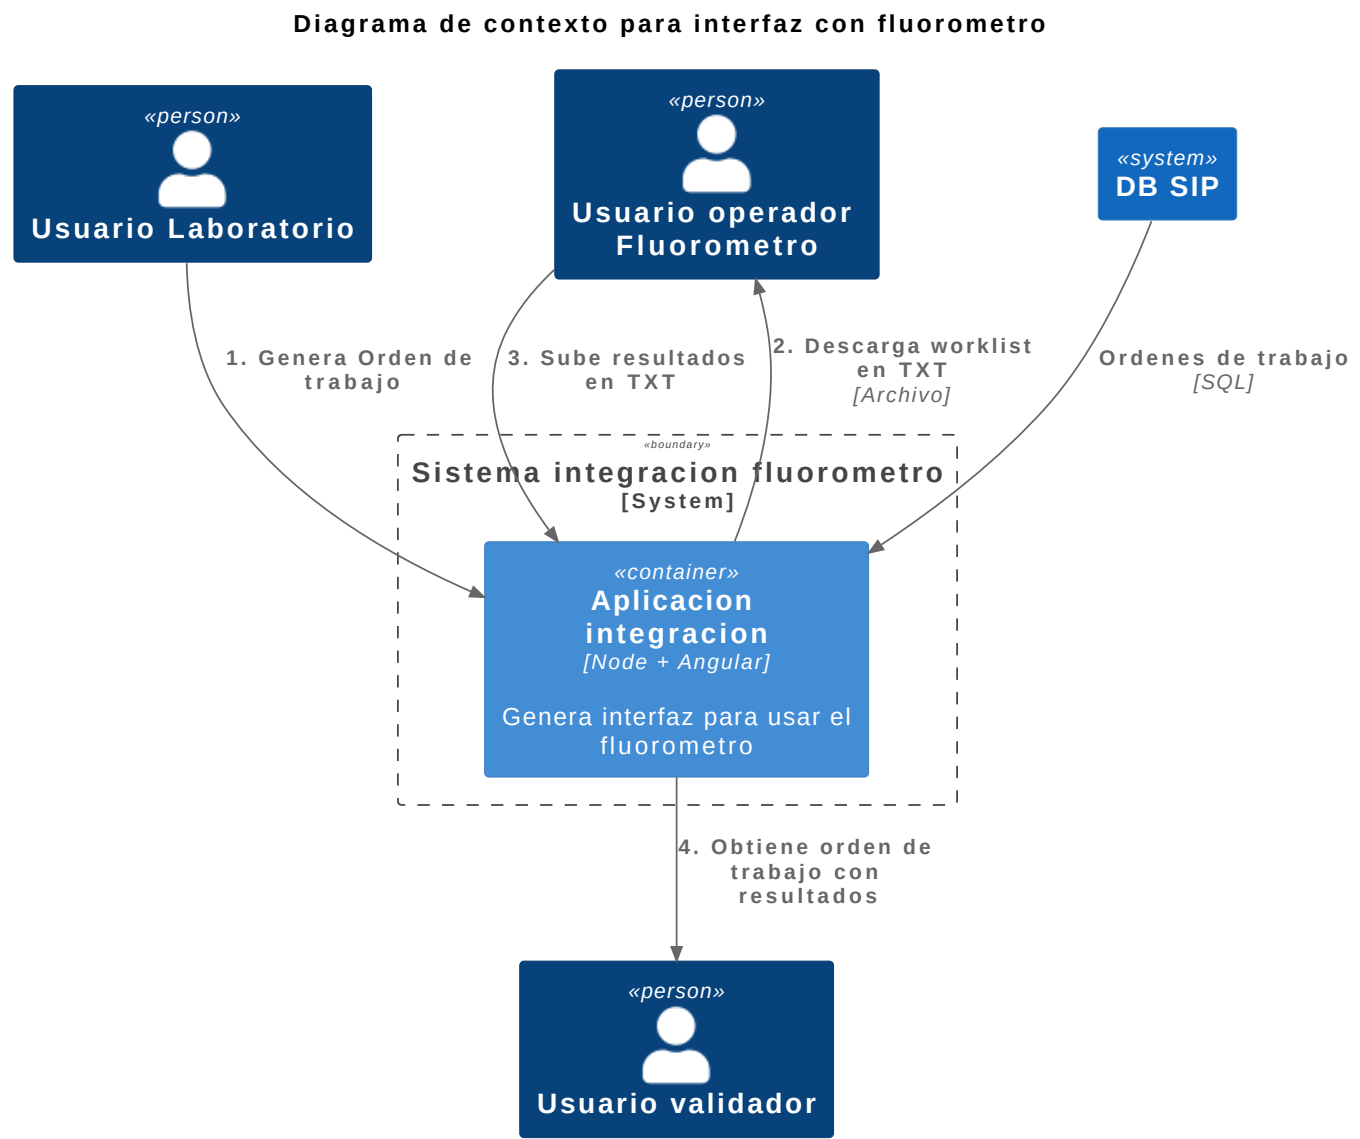 Diagrama de contexto para interfaz con fluorometro
«person»
Usuario Laboratorio
«person»
Usuario operador
Fluorometro
«system»
DB SIP
1. Genera Orden de
trabajo
3. Sube resultados
en TXT
2. Descarga worklist
en TXT
[Archivo]
Ordenes de trabajo
[SQL]
«boundary»
Sistema integracion fluorometro
[System]
«container»
Aplicacion
integracion
[Node + Angular]
Genera interfaz para usar el
fluorometro
4. Obtiene orden de
trabajo con
resultados
«person»
Usuario validador